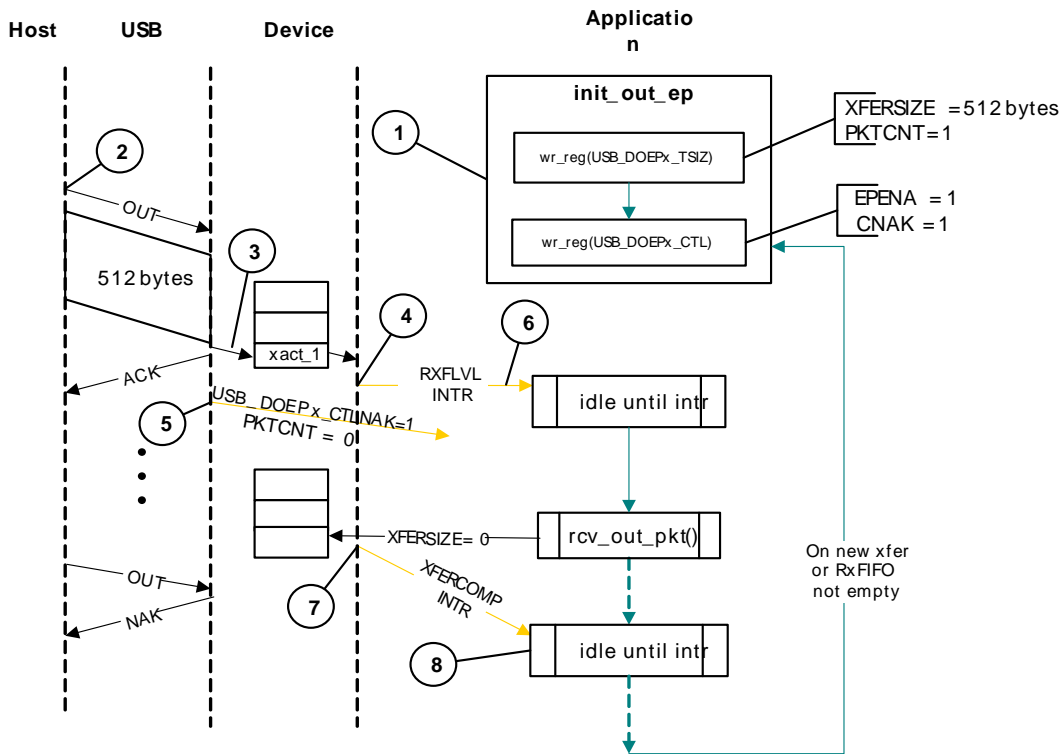 Host USB Device Applicatio
n
init_out_ep
XFERSIZE = 512 bytes
PKTCNT = 1
1
wr_reg(USB_DOEPx_TSIZ)
2
EPENA = 1
CNAK = 1
OUT
wr_reg(USB_DOEPx_CTL)
3
512 bytes
4
6
xact_1
ACK
RXFLVL
INTR
idle until intr
USB_DOEPx_CTLNAK=1
PKTCNT = 0
5
XFERSIZE= 0
rcv_out_pkt()
On new xfer
or RxFIFO
not empty
OUT
XFERCOMP
INTR
7
NAK
idle until intr
8